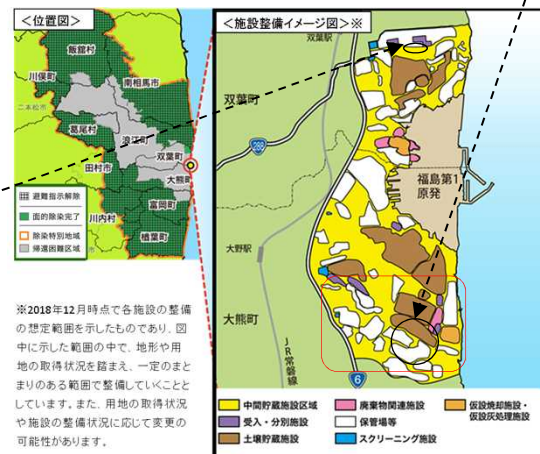 <位置図>
飯舘村
川俣町
南相馬市
二本松市
葛尾村
浪江町
双葉町
田村市
大熊町
富岡町
川内村
楢葉町
避難指示解除
面的除染完了
除染特別地域
帰還困難区域
※2018年12月時点で各施設の整備
の想定範囲を示したものであり、図
中に示した範囲の中で、地形や用
地の取得状況を踏まえ、一定のまと
まりのある範囲で整備していくことと
しています。また、用地の取得状況
や施設の整備状況に応じて変更の
可能性があります。
<施設整備イメージ図>※
双葉駅
双葉町
288
福島第1
原発
大野駅
大熊町
JR常磐線
6
中間貯蔵施設区域
受入・分別施設
土壌貯蔵施設
廃棄物関連施設
保管場等
スクリーニング施設
仮設焼却施設・
仮設灰処理施設